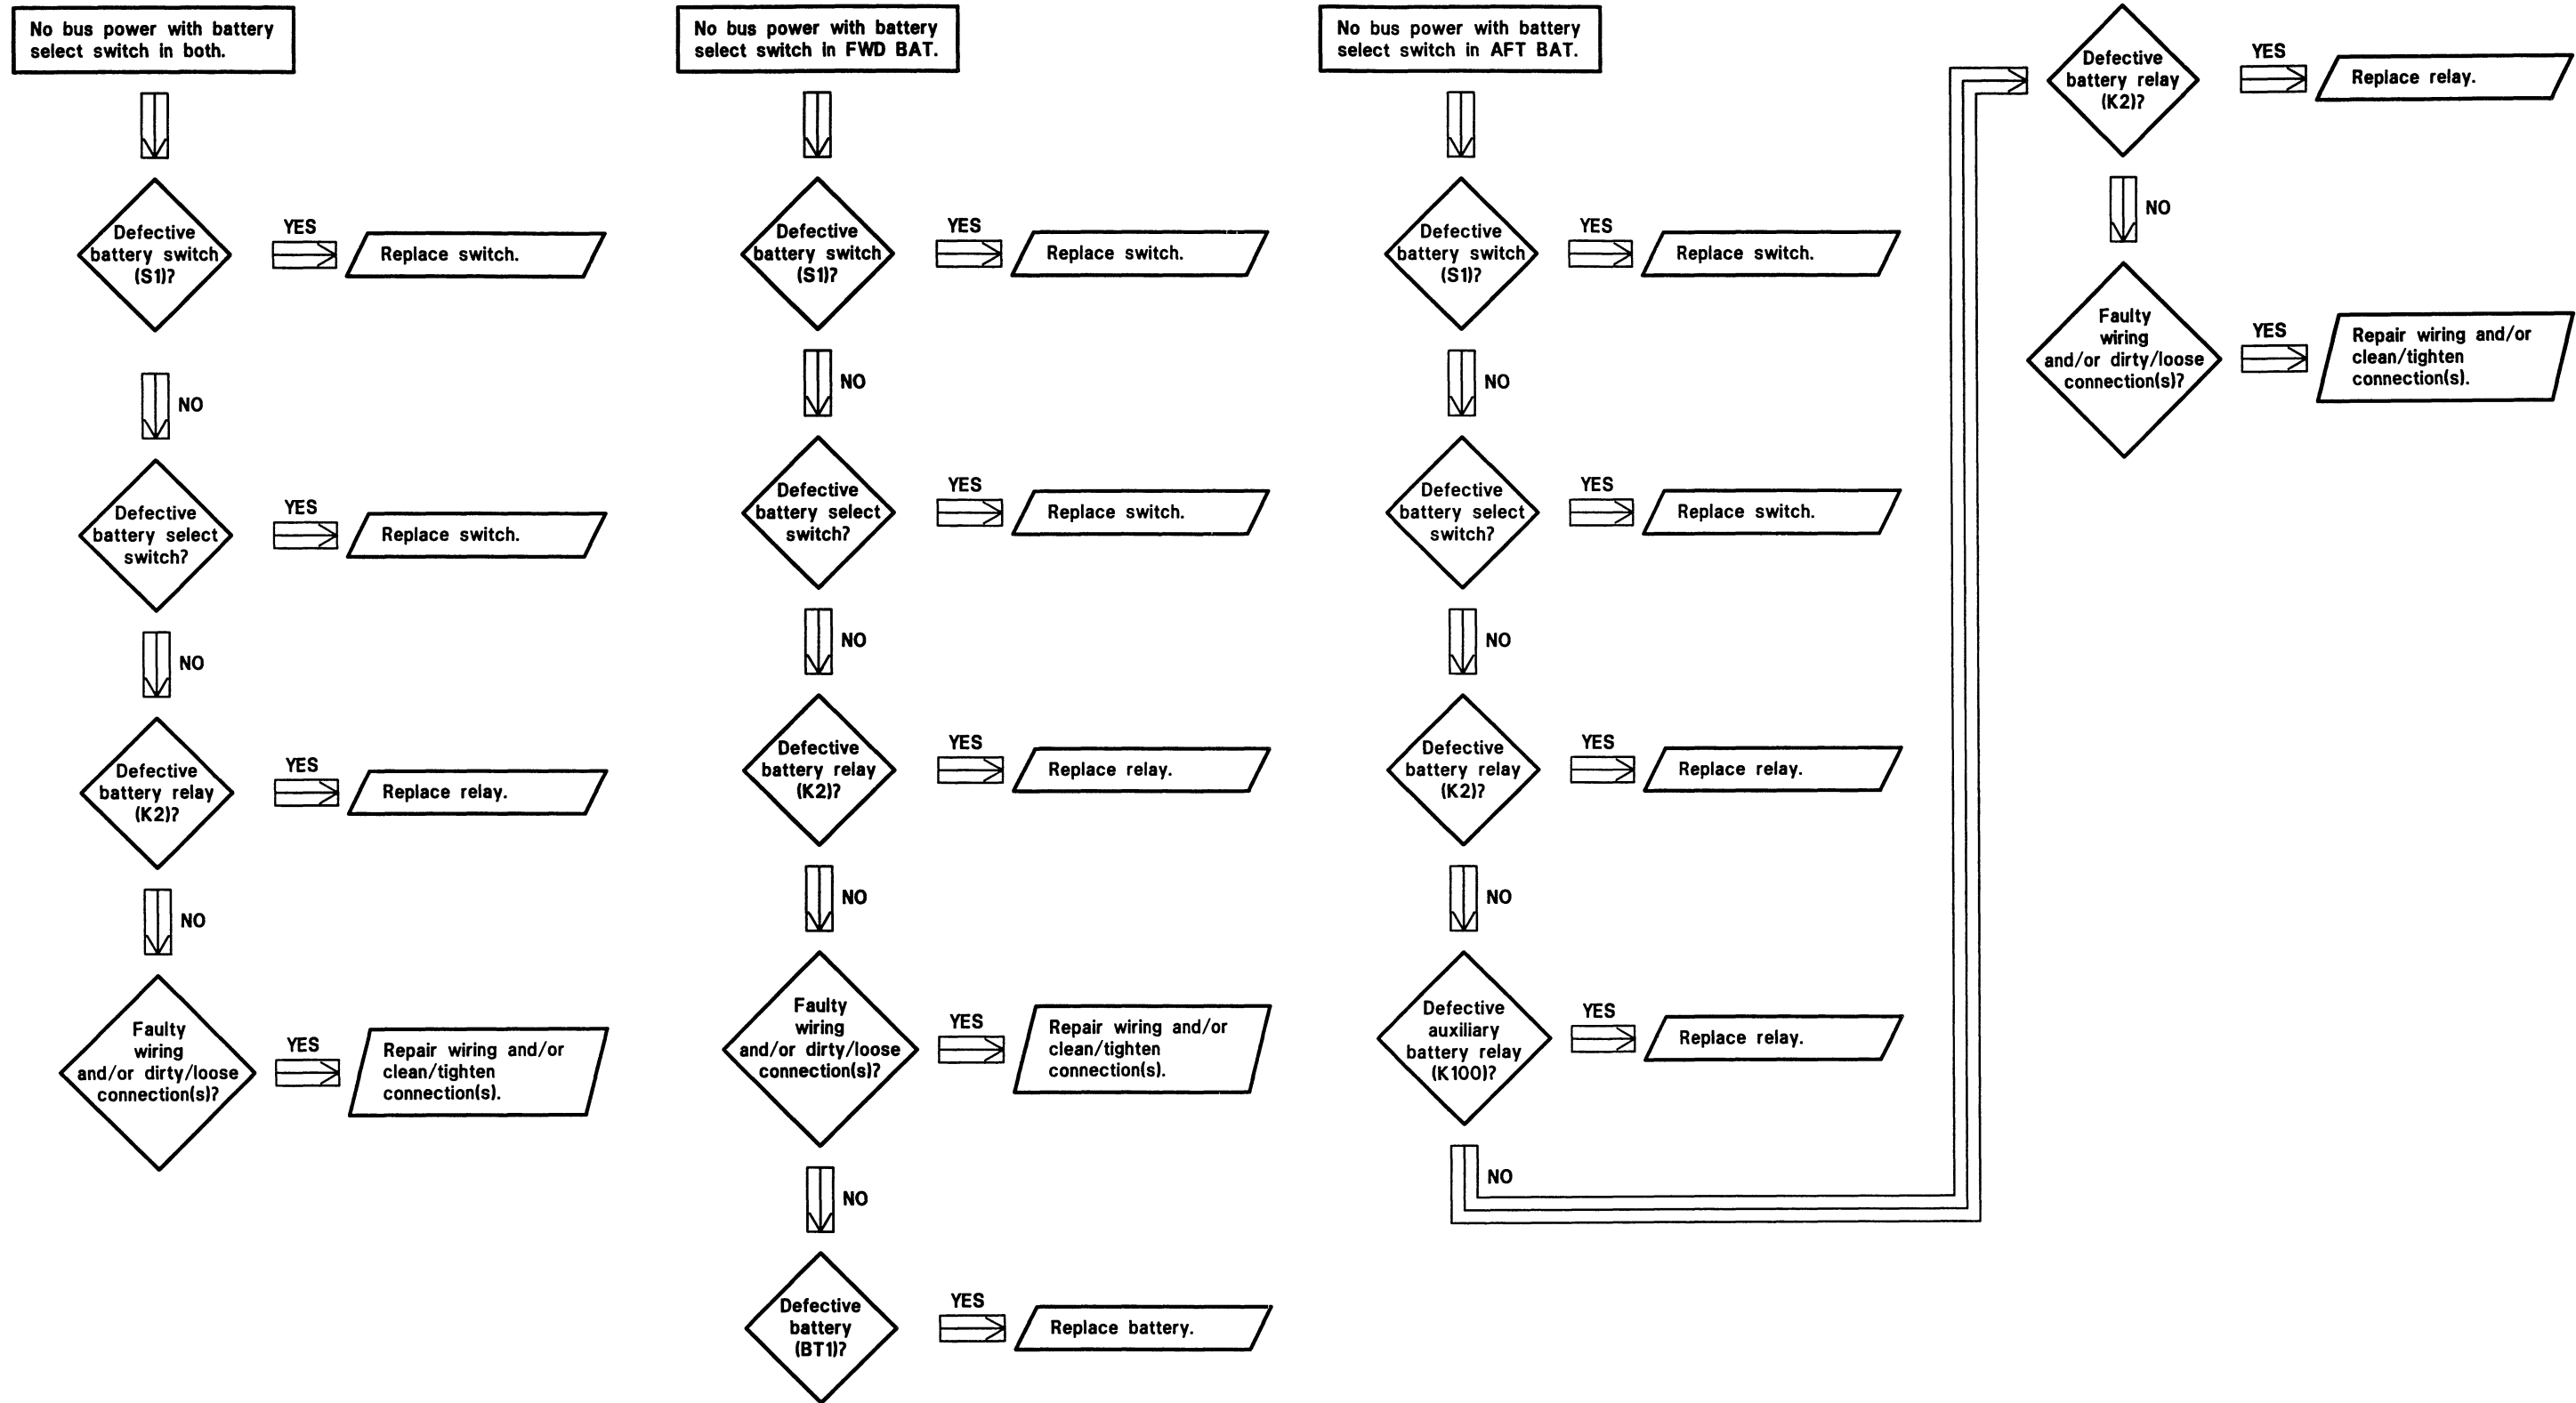 No bus power with battery
select switch in both.
Defective
battery switch
(S1)?
YES
Replace switch.
NO
Defective
battery select
switch?
YES
Replace switch.
NO
Defective
battery relay
(K2)?
YES
Replace relay.
NO
Faulty
wiring
and/or dirty/loose
connection(s)?
YES
Repair wiring and/or
clean/tighten
connection(s).
No bus power with battery
select switch in FWD BAT.
Defective
battery switch
(S1)?
YES
Replace switch.
NO
Defective
battery select
switch?
YES
Replace switch.
NO
Defective
battery relay
(K2)?
YES
Replace relay.
NO
Faulty
wiring
and/or dirty/loose
connection(s)?
YES
Repair wiring and/or
clean/tighten
connection(s).
NO
Defective
battery
(BT1)?
YES
Replace battery.
No bus power with battery
select switch in AFT BAT.
Defective
battery switch
(S1)?
YES
Replace switch.
NO
Defective
battery select
switch?
YES
Replace switch.
NO
Defective
battery relay
(K2)?
YES
Replace relay.
NO
Defective
auxiliary
battery relay
(K100)?
YES
Replace relay.
NO
Defective
battery relay
(K2)?
YES
Replace relay.
NO
Faulty
wiring
and/or dirty/loose
connection(s)?
YES
Repair wiring and/or
clean/tighten
connection(s).